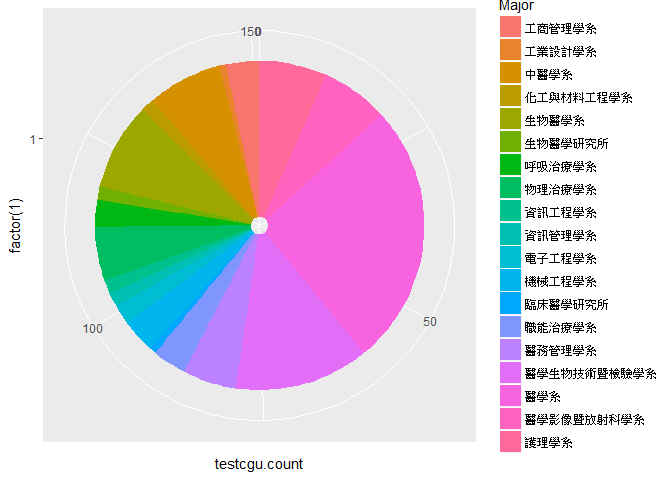 Major
工商管理學系
工業設計學系
中醫學系
化工與材料工程學系
生物醫學系
生物醫學研究所
呼吸治療學系
物理治療學系
資訊工程學系
資訊管理學系
電子工程學系
機械工程學系
臨床醫學研究所
職能治療學系
醫務管理學系
醫學生物技術暨檢驗學系
醫學系
醫學影像暨放射科學系
護理學系
150
0
1
factor(1)
50
100
testcgu.count